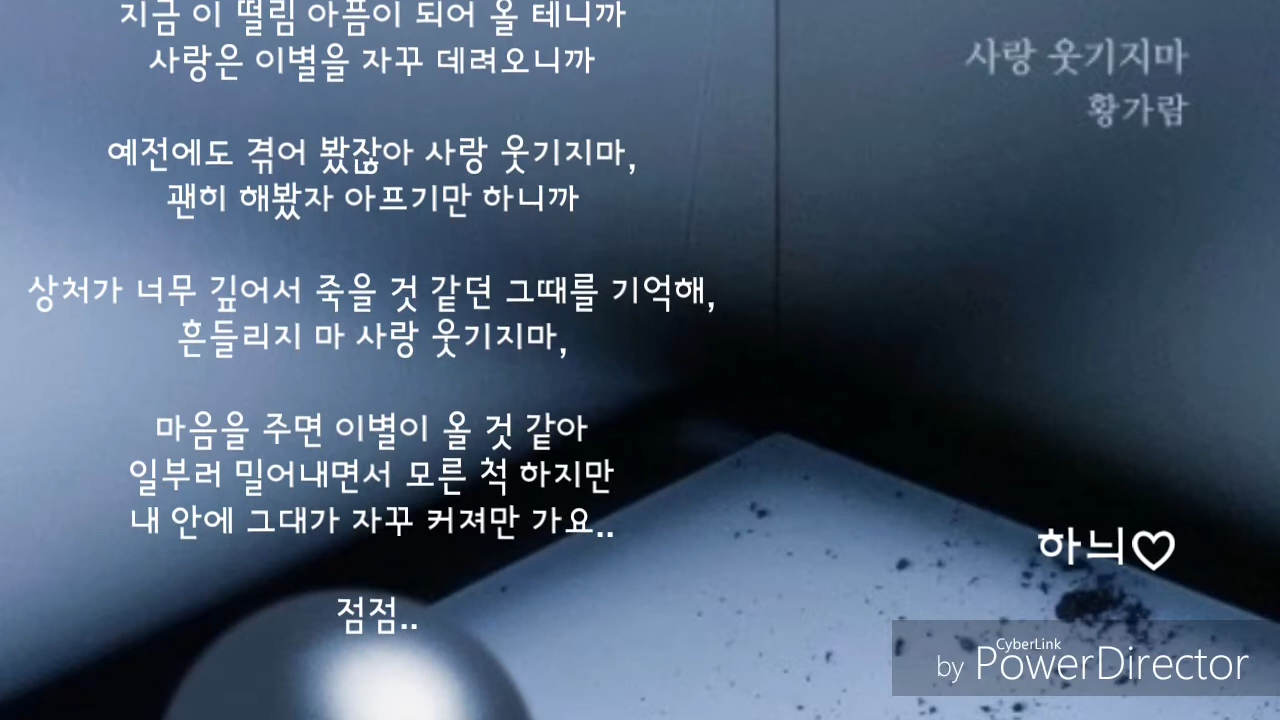 지금 이 떨림 아픔이 되어 올 테니까
사랑은 이별을 자꾸 데려오니까
예전에도 겪어 봤잖아 사랑 웃기지마,
괜히 해봤자 아프기만 하니까
상처가 너무 깊어서 죽을 것 같던 그때를 기억해,
흔들리지 마 사랑 웃기지마,
마음을 주면 이별이 올 것 같아
일부러 밀어내면서 모른 척 하지만
내 안에 그대가 자꾸 커져만 가요..
점점..
사랑 웃기지마
황가람
하늬♡
CyberLink
by PowerDirector